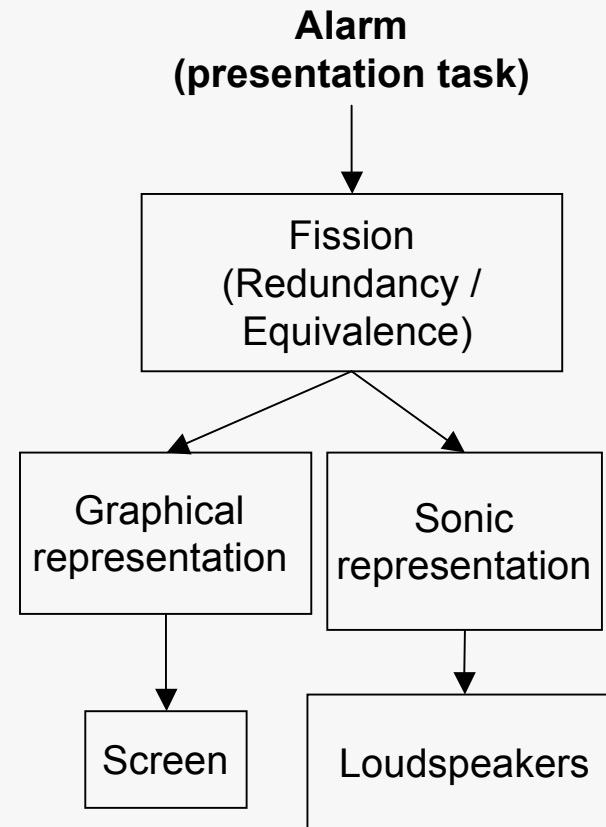 Alarm
(presentation task)
Fission
(Redundancy /
Equivalence)
Graphical
representation
Sonic
representation
Screen
Loudspeakers